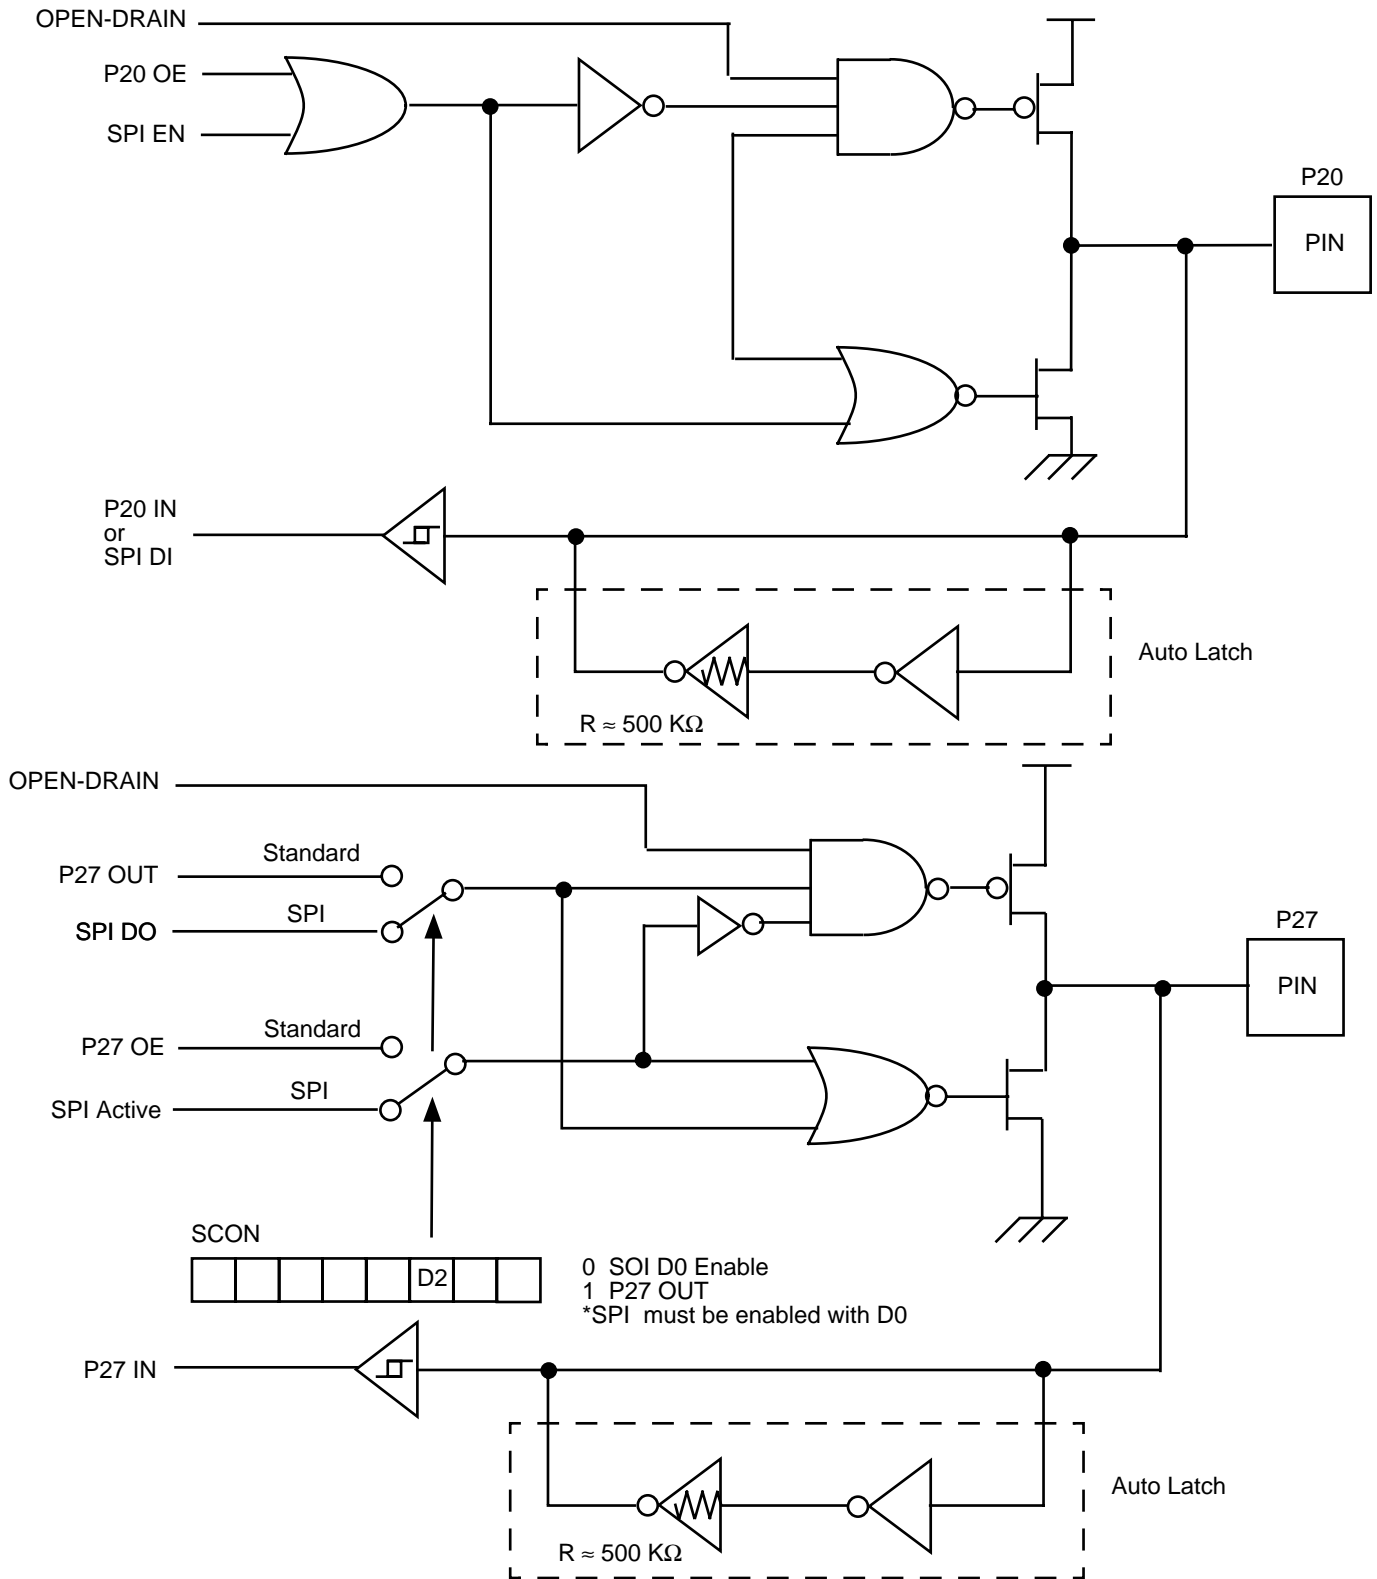 OPEN-DRAIN
P20 OE
SPI EN
P20
PIN
P20 IN
or
SPI DI
Auto Latch
R ≈ 500 KΩ
OPEN-DRAIN
Standard
P27 OUT
SPI
SPI DO
P27
PIN
Standard
P27 OE
SPI
SPI Active
SCON
D2
0 SOI D0 Enable
1 P27 OUT
*SPI must be enabled with D0
P27 IN
Auto Latch
R ≈ 500 KΩ